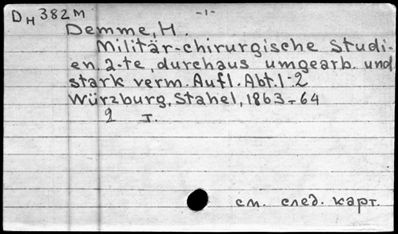 DH 382M -1-
Demme, H.
Militär-chirurgische Studi-
en 2-te, durchaus umgearb. und
stark verm. Aufl. Abt. 1-2
Würzburg, Stahel, 1863-64
2 т.
см. след. карт.